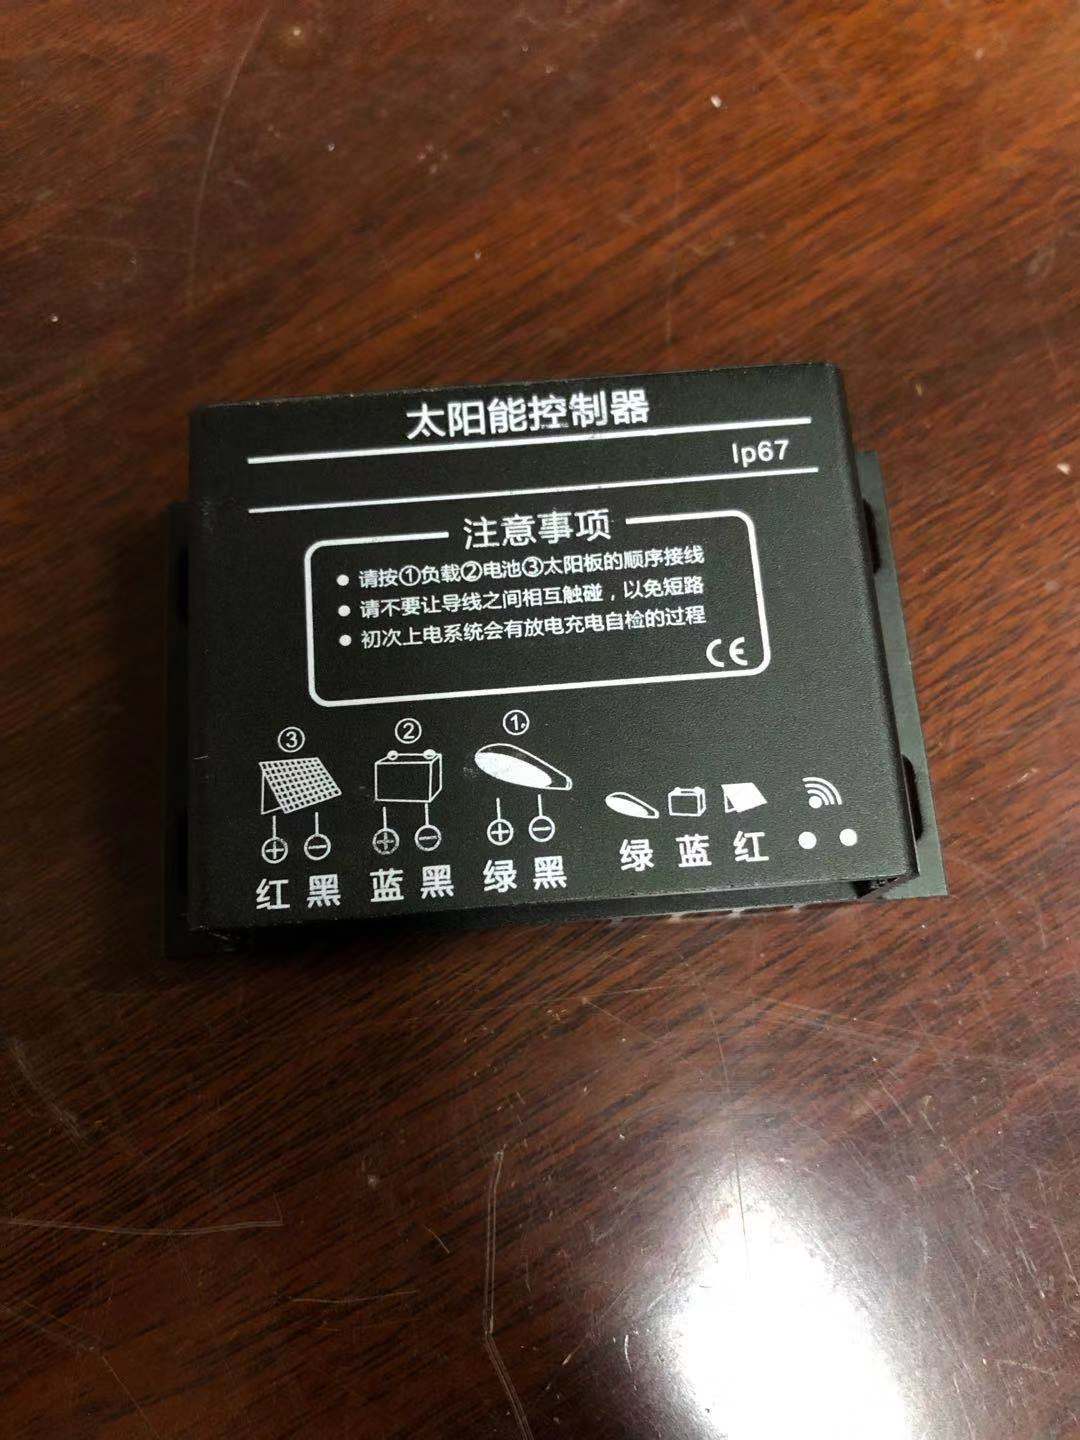 太阳能控制器
Ip67
注意事项
● 请按①负载②电池③太阳板的顺序接线
● 请不要让导线之间相互触碰，以免短路
● 初次上电系统会有放电充电自检的过程
CE
③ ② ①
⊕ ⊖ ⊕ ⊖ ⊕ ⊖
红 黑 蓝 黑 绿 黑 绿 蓝 红